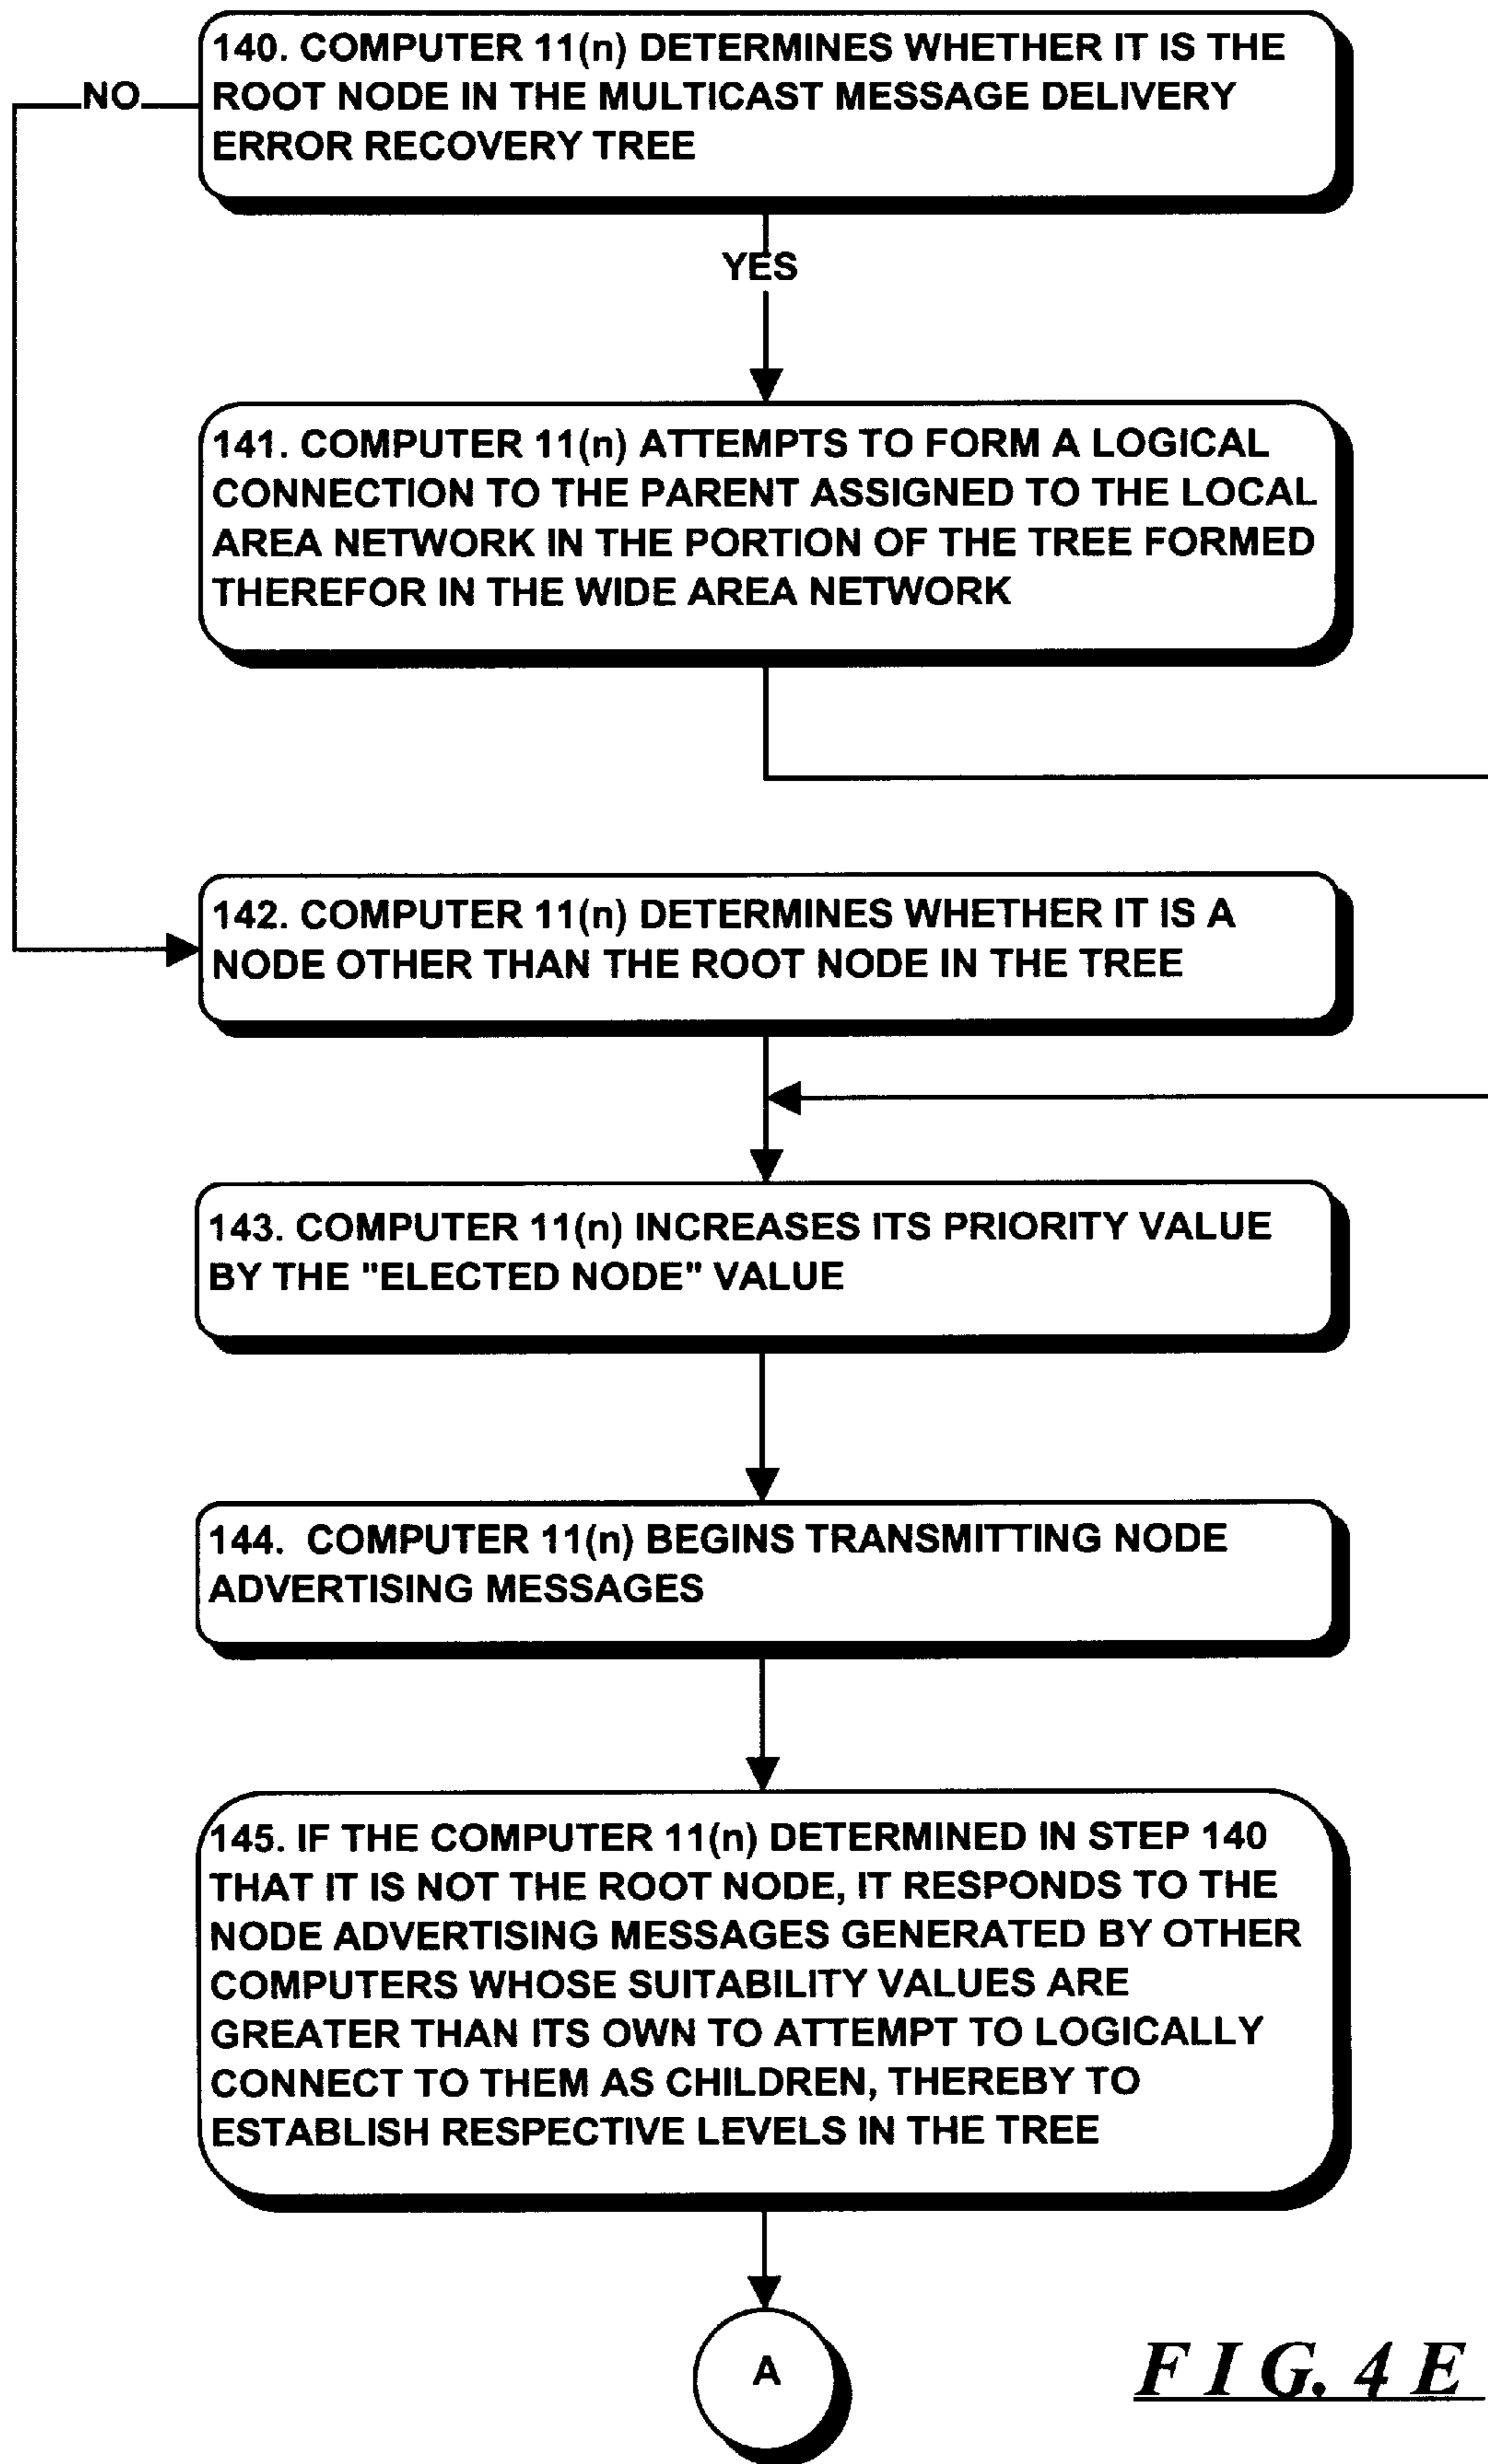 140. COMPUTER 11(n) DETERMINES WHETHER IT IS THE
ROOT NODE IN THE MULTICAST MESSAGE DELIVERY
ERROR RECOVERY TREE
NO
YES
141. COMPUTER 11(n) ATTEMPTS TO FORM A LOGICAL
CONNECTION TO THE PARENT ASSIGNED TO THE LOCAL
AREA NETWORK IN THE PORTION OF THE TREE FORMED
THEREFOR IN THE WIDE AREA NETWORK
142. COMPUTER 11(n) DETERMINES WHETHER IT IS A
NODE OTHER THAN THE ROOT NODE IN THE TREE
143. COMPUTER 11(n) INCREASES ITS PRIORITY VALUE
BY THE "ELECTED NODE" VALUE
144. COMPUTER 11(n) BEGINS TRANSMITTING NODE
ADVERTISING MESSAGES
145. IF THE COMPUTER 11(n) DETERMINED IN STEP 140
THAT IT IS NOT THE ROOT NODE, IT RESPONDS TO THE
NODE ADVERTISING MESSAGES GENERATED BY OTHER
COMPUTERS WHOSE SUITABILITY VALUES ARE
GREATER THAN ITS OWN TO ATTEMPT TO LOGICALLY
CONNECT TO THEM AS CHILDREN, THEREBY TO
ESTABLISH RESPECTIVE LEVELS IN THE TREE
A
FIG. 4E